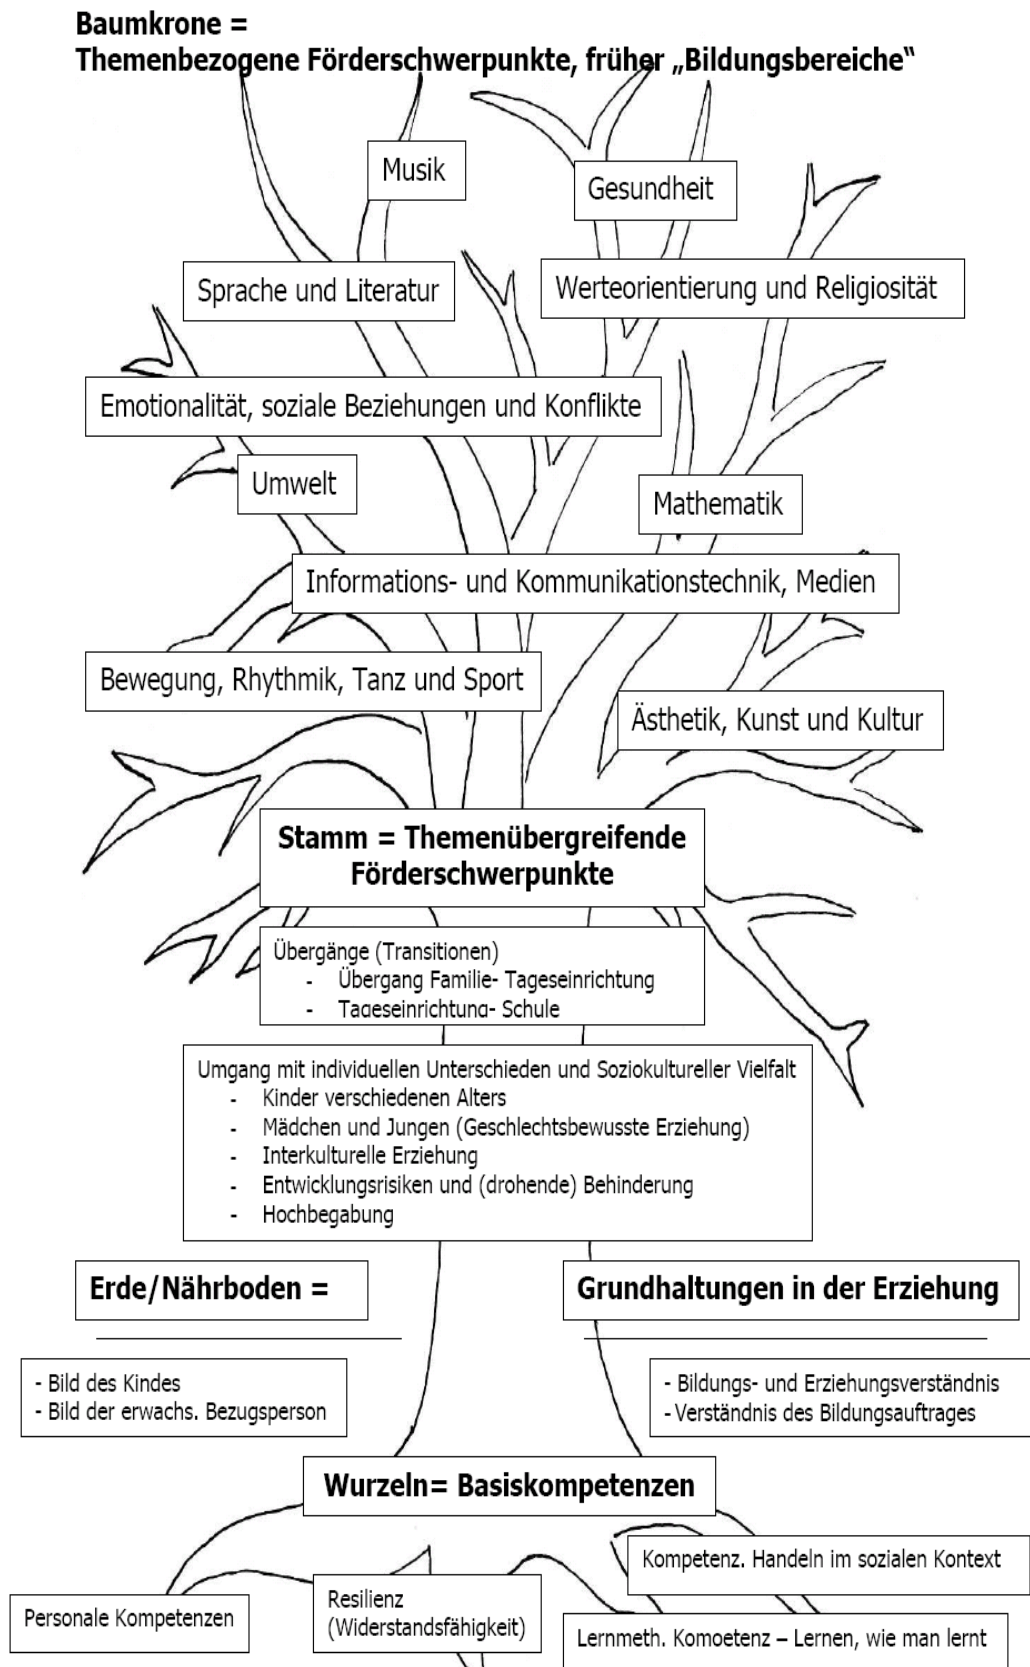 Baumkrone =
Themenbezogene Förderschwerpunkte, früher „Bildungsbereiche“
Musik
Gesundheit
Sprache und Literatur
Werteorientierung und Religiosität
Emotionalität, soziale Beziehungen und Konflikte
Umwelt
Mathematik
Informations- und Kommunikationstechnik, Medien
Bewegung, Rhythmik, Tanz und Sport
Ästhetik, Kunst und Kultur
Stamm = Themenübergreifende
Förderschwerpunkte
Übergänge (Transitionen)
- Übergang Familie- Tageseinrichtung
- Tageseinrichtung- Schule
Umgang mit individuellen Unterschieden und Soziokultureller Vielfalt
- Kinder verschiedenen Alters
- Mädchen und Jungen (Geschlechtsbewusste Erziehung)
- Interkulturelle Erziehung
- Entwicklungsrisiken und (drohende) Behinderung
- Hochbegabung
Erde/Nährboden =
Grundhaltungen in der Erziehung
- Bild des Kindes
- Bild der erwachs. Bezugsperson
- Bildungs- und Erziehungsverständnis
- Verständnis des Bildungsauftrages
Wurzeln= Basiskompetenzen
Kompetenz. Handeln im sozialen Kontext
Personale Kompetenzen
Resilienz
(Widerstandsfähigkeit)
Lernmeth. Komoetenz – Lernen, wie man lernt